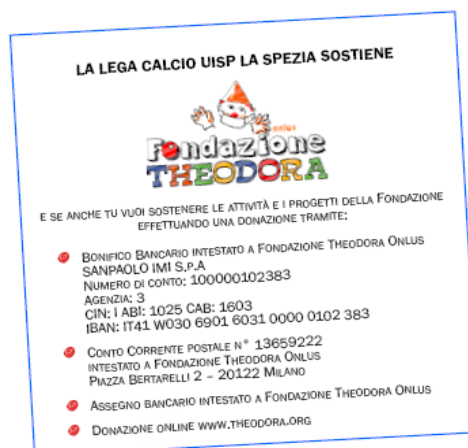 LA LEGA CALCIO UISP LA SPEZIA SOSTIENE
onlus
Fondazione
THEODORA
E SE ANCHE TU VUOI SOSTENERE LE ATTIVITÀ E I PROGETTI DELLA FONDAZIONE
EFFETTUANDO UNA DONAZIONE TRAMITE:
BONIFICO BANCARIO INTESTATO A FONDAZIONE THEODORA ONLUS
SANPAOLO IMI S.P.A
NUMERO DI CONTO: 100000102383
AGENZIA: 3
CIN: I ABI: 1025 CAB: 1603
IBAN: IT41 W030 6901 6031 0000 0102 383
CONTO CORRENTE POSTALE N° 13659222
INTESTATO A FONDAZIONE THEODORA ONLUS
PIAZZA BERTARELLI 2 – 20122 MILANO
ASSEGNO BANCARIO INTESTATO A FONDAZIONE THEODORA ONLUS
DONAZIONE ONLINE WWW.THEODORA.ORG